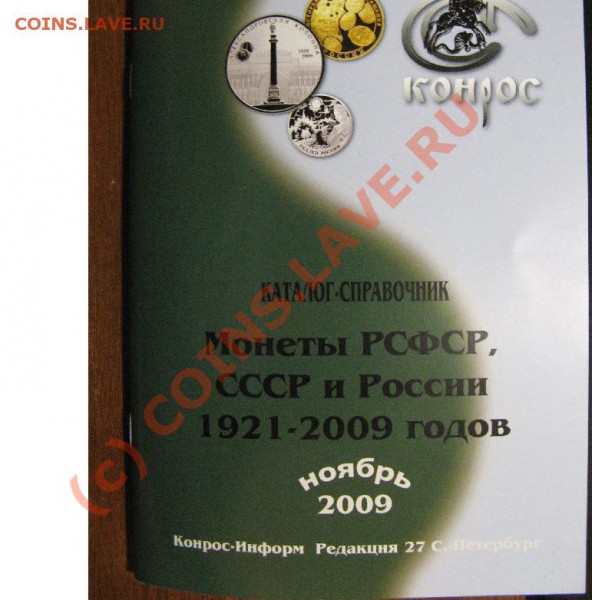 COINS.LAVE.RU
КОНРОС
КАТАЛОГ-СПРАВОЧНИК
Монеты РСФСР,
СССР и России
1921-2009 годов
ноябрь
2009
Конрос-Информ Редакция 27 С.-Петербург
(c) COINS.LAVE.RU